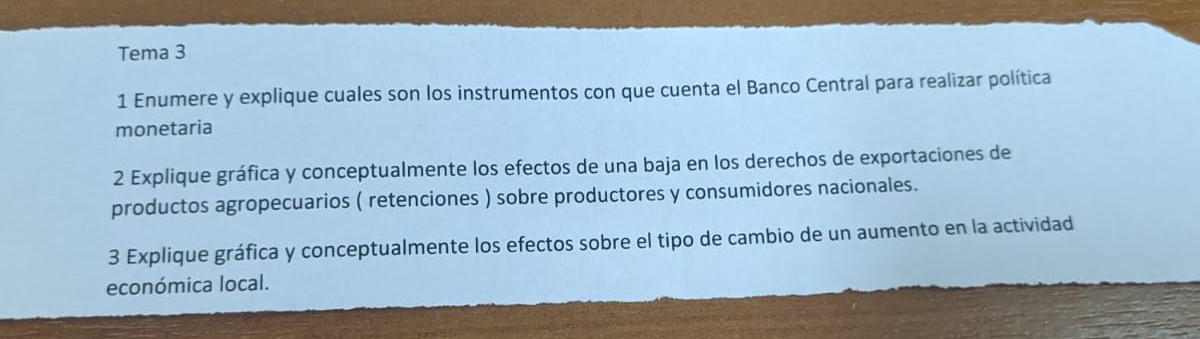 Tema 3
1 Enumere y explique cuales son los instrumentos con que cuenta el Banco Central para realizar política
monetaria
2 Explique gráfica y conceptualmente los efectos de una baja en los derechos de exportaciones de
productos agropecuarios ( retenciones ) sobre productores y consumidores nacionales.
3 Explique gráfica y conceptualmente los efectos sobre el tipo de cambio de un aumento en la actividad
económica local.